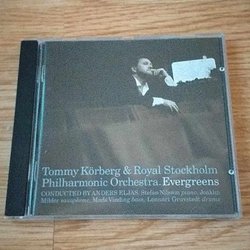 Tommy Körberg & Royal Stockholm
Philharmonic Orchestra Evergreens
CONDUCTED BY ANDERS ELJAS. Stefan Nilsson piano, Joakim
Milder saxophone, Mads Vinding bass, Lennart Gruvstedt drums